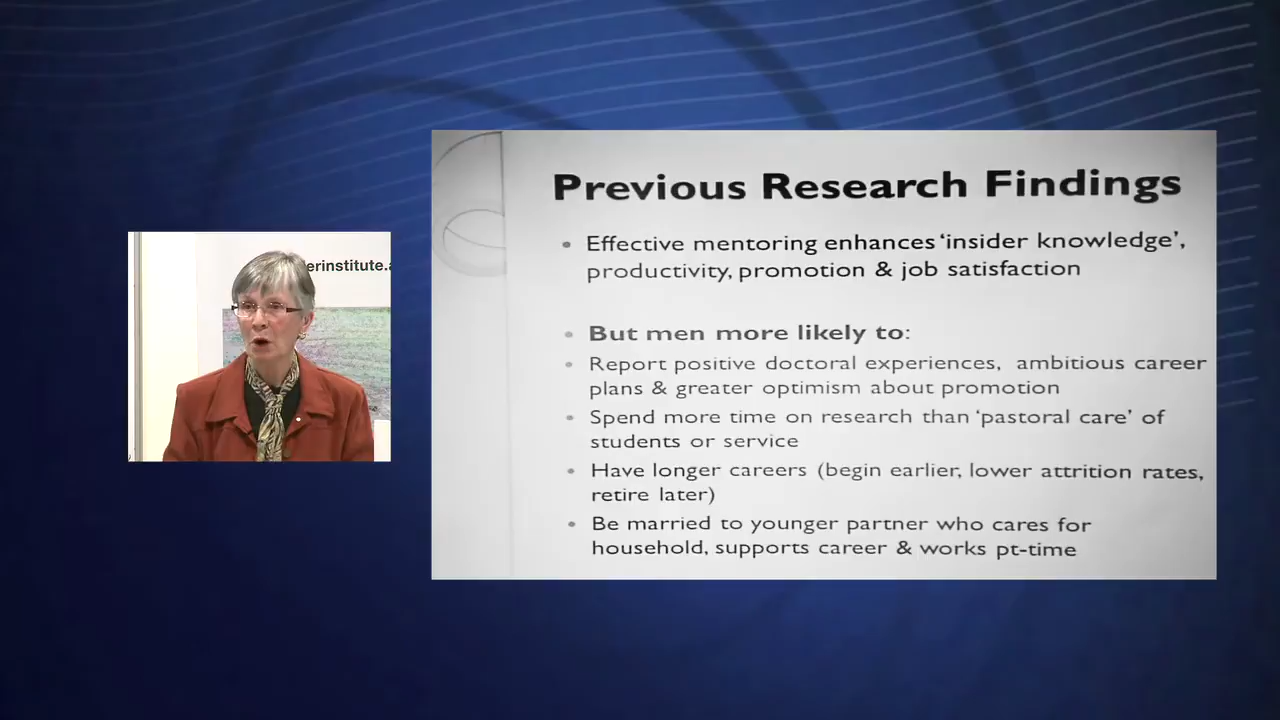 erinstitute.a
Previous Research Findings
• Effective mentoring enhances ‘insider knowledge’,
productivity, promotion & job satisfaction
• But men more likely to:
• Report positive doctoral experiences, ambitious career
plans & greater optimism about promotion
• Spend more time on research than ‘pastoral care’ of
students or service
• Have longer careers (begin earlier, lower attrition rates,
retire later)
• Be married to younger partner who cares for
household, supports career & works pt-time